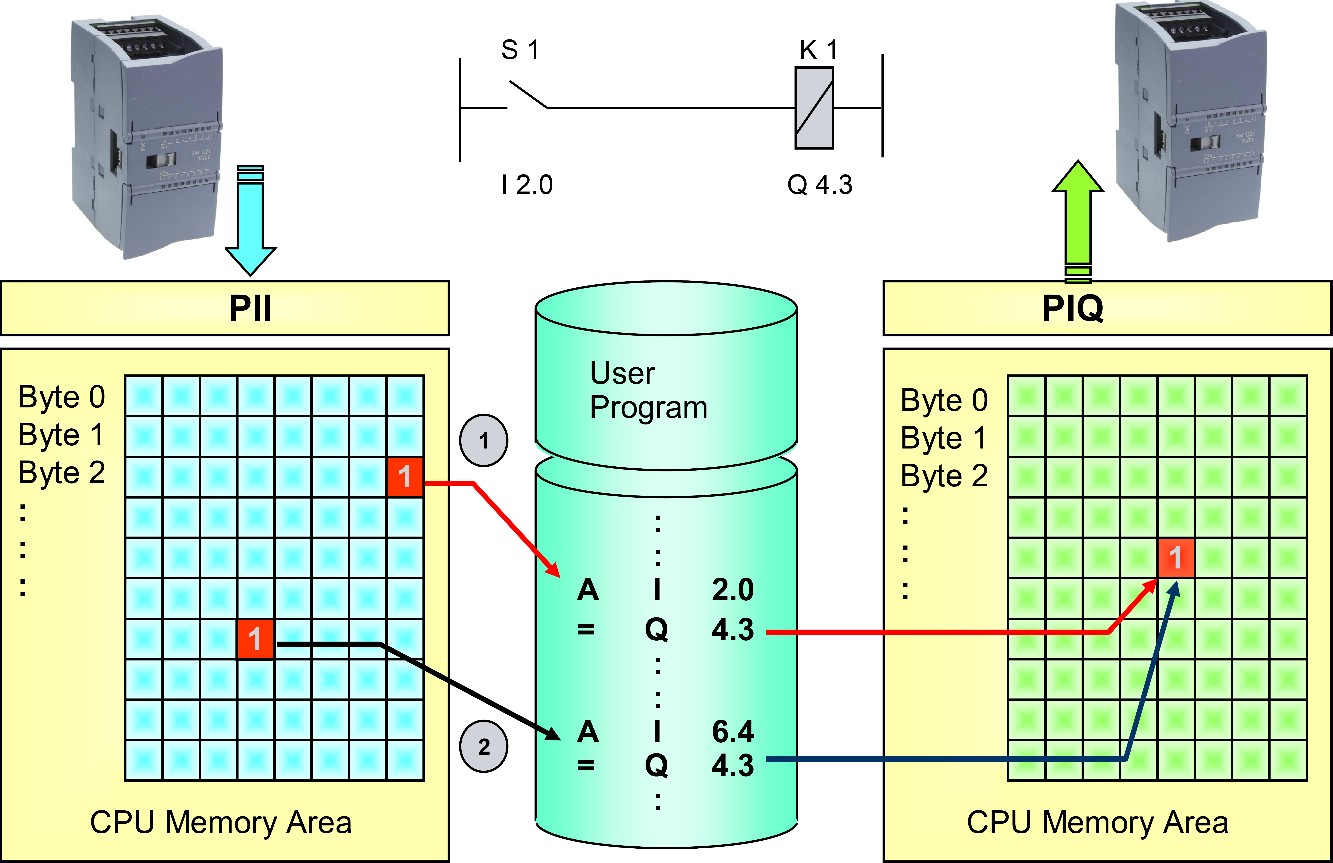 S 1
K 1
I 2.0
Q 4.3
PII
PIQ
Byte 0
Byte 1
Byte 2
:
:
:
1
1
CPU Memory Area
User
Program
1
2
:
:
A I 2.0
= Q 4.3
:
:
A I 6.4
= Q 4.3
:
Byte 0
Byte 1
Byte 2
:
:
:
1
CPU Memory Area